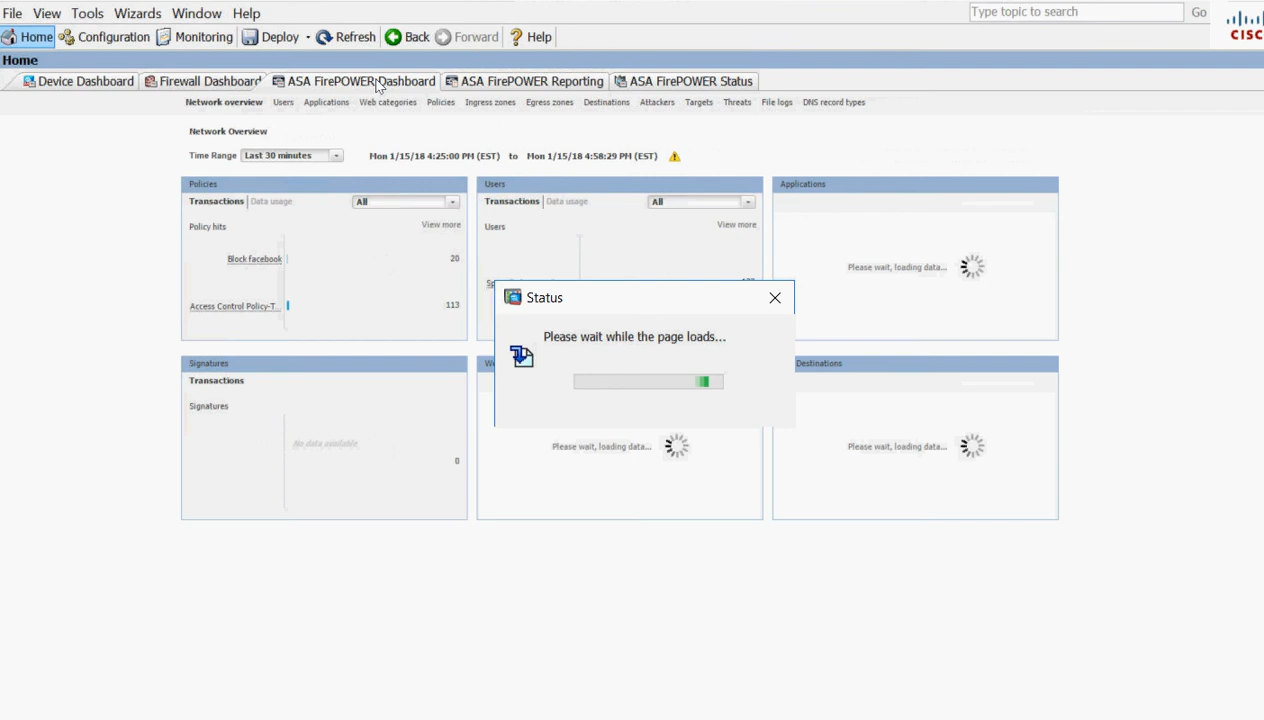 File View Tools Wizards Window Help Type topic to search Go
CISC
Home Configuration Monitoring Deploy Refresh Back Forward Help
Home
Device Dashboard Firewall Dashboard ASA FirePOWER Dashboard ASA FirePOWER Reporting ASA FirePOWER Status
Network overview Users Applications Web categories Policies Ingress zones Egress zones Destinations Attackers Targets Threats File logs DNS record types
Network Overview
Time Range Last 30 minutes Mon 1/15/18 4:25:00 PM (EST) to Mon 1/15/18 4:58:29 PM (EST)
Policies
Transactions Data usage All
Policy hits View more
Block facebook 20
Access Control Policy-T... 113
Users
Transactions Data usage All
Users View more
Applications
Please wait, loading data...
Status
Please wait while the page loads...
Signatures
Transactions
Signatures
No data available
0
Please wait, loading data...
Destinations
Please wait, loading data...